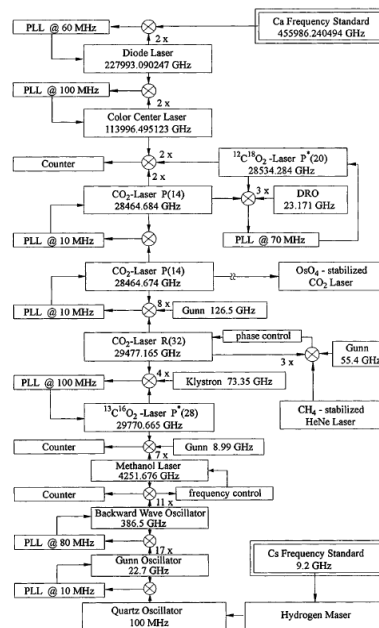 PLL @ 60 MHz
Ca Frequency Standard
455986.240494 GHz
2 x
Diode Laser
227993.090247 GHz
PLL @ 100 MHz
2 x
Color Center Laser
113996.495123 GHz
Counter
2 x
2 x
12C18O2 -Laser P*(20)
28534.284 GHz
CO2-Laser P(14)
28464.684 GHz
3 x
DRO
23.171 GHz
PLL @ 10 MHz
PLL @ 70 MHz
CO2-Laser P(14)
28464.674 GHz
OsO4 - stabilized
CO2 Laser
PLL @ 10 MHz
8 x
Gunn 126.5 GHz
CO2-Laser R(32)
29477.165 GHz
phase control
3 x
Gunn
55.4 GHz
PLL @ 100 MHz
4 x
Klystron 73.35 GHz
13C16O2 -Laser P*(28)
29770.665 GHz
CH4 - stabilized
HeNe Laser
Counter
7 x
Gunn 8.99 GHz
Methanol Laser
4251.676 GHz
Counter
11 x
frequency control
Backward Wave Oscillator
386.5 GHz
PLL @ 80 MHz
17 x
Gunn Oscillator
22.7 GHz
Cs Frequency Standard
9.2 GHz
PLL @ 10 MHz
Quartz Oscillator
100 MHz
Hydrogen Maser